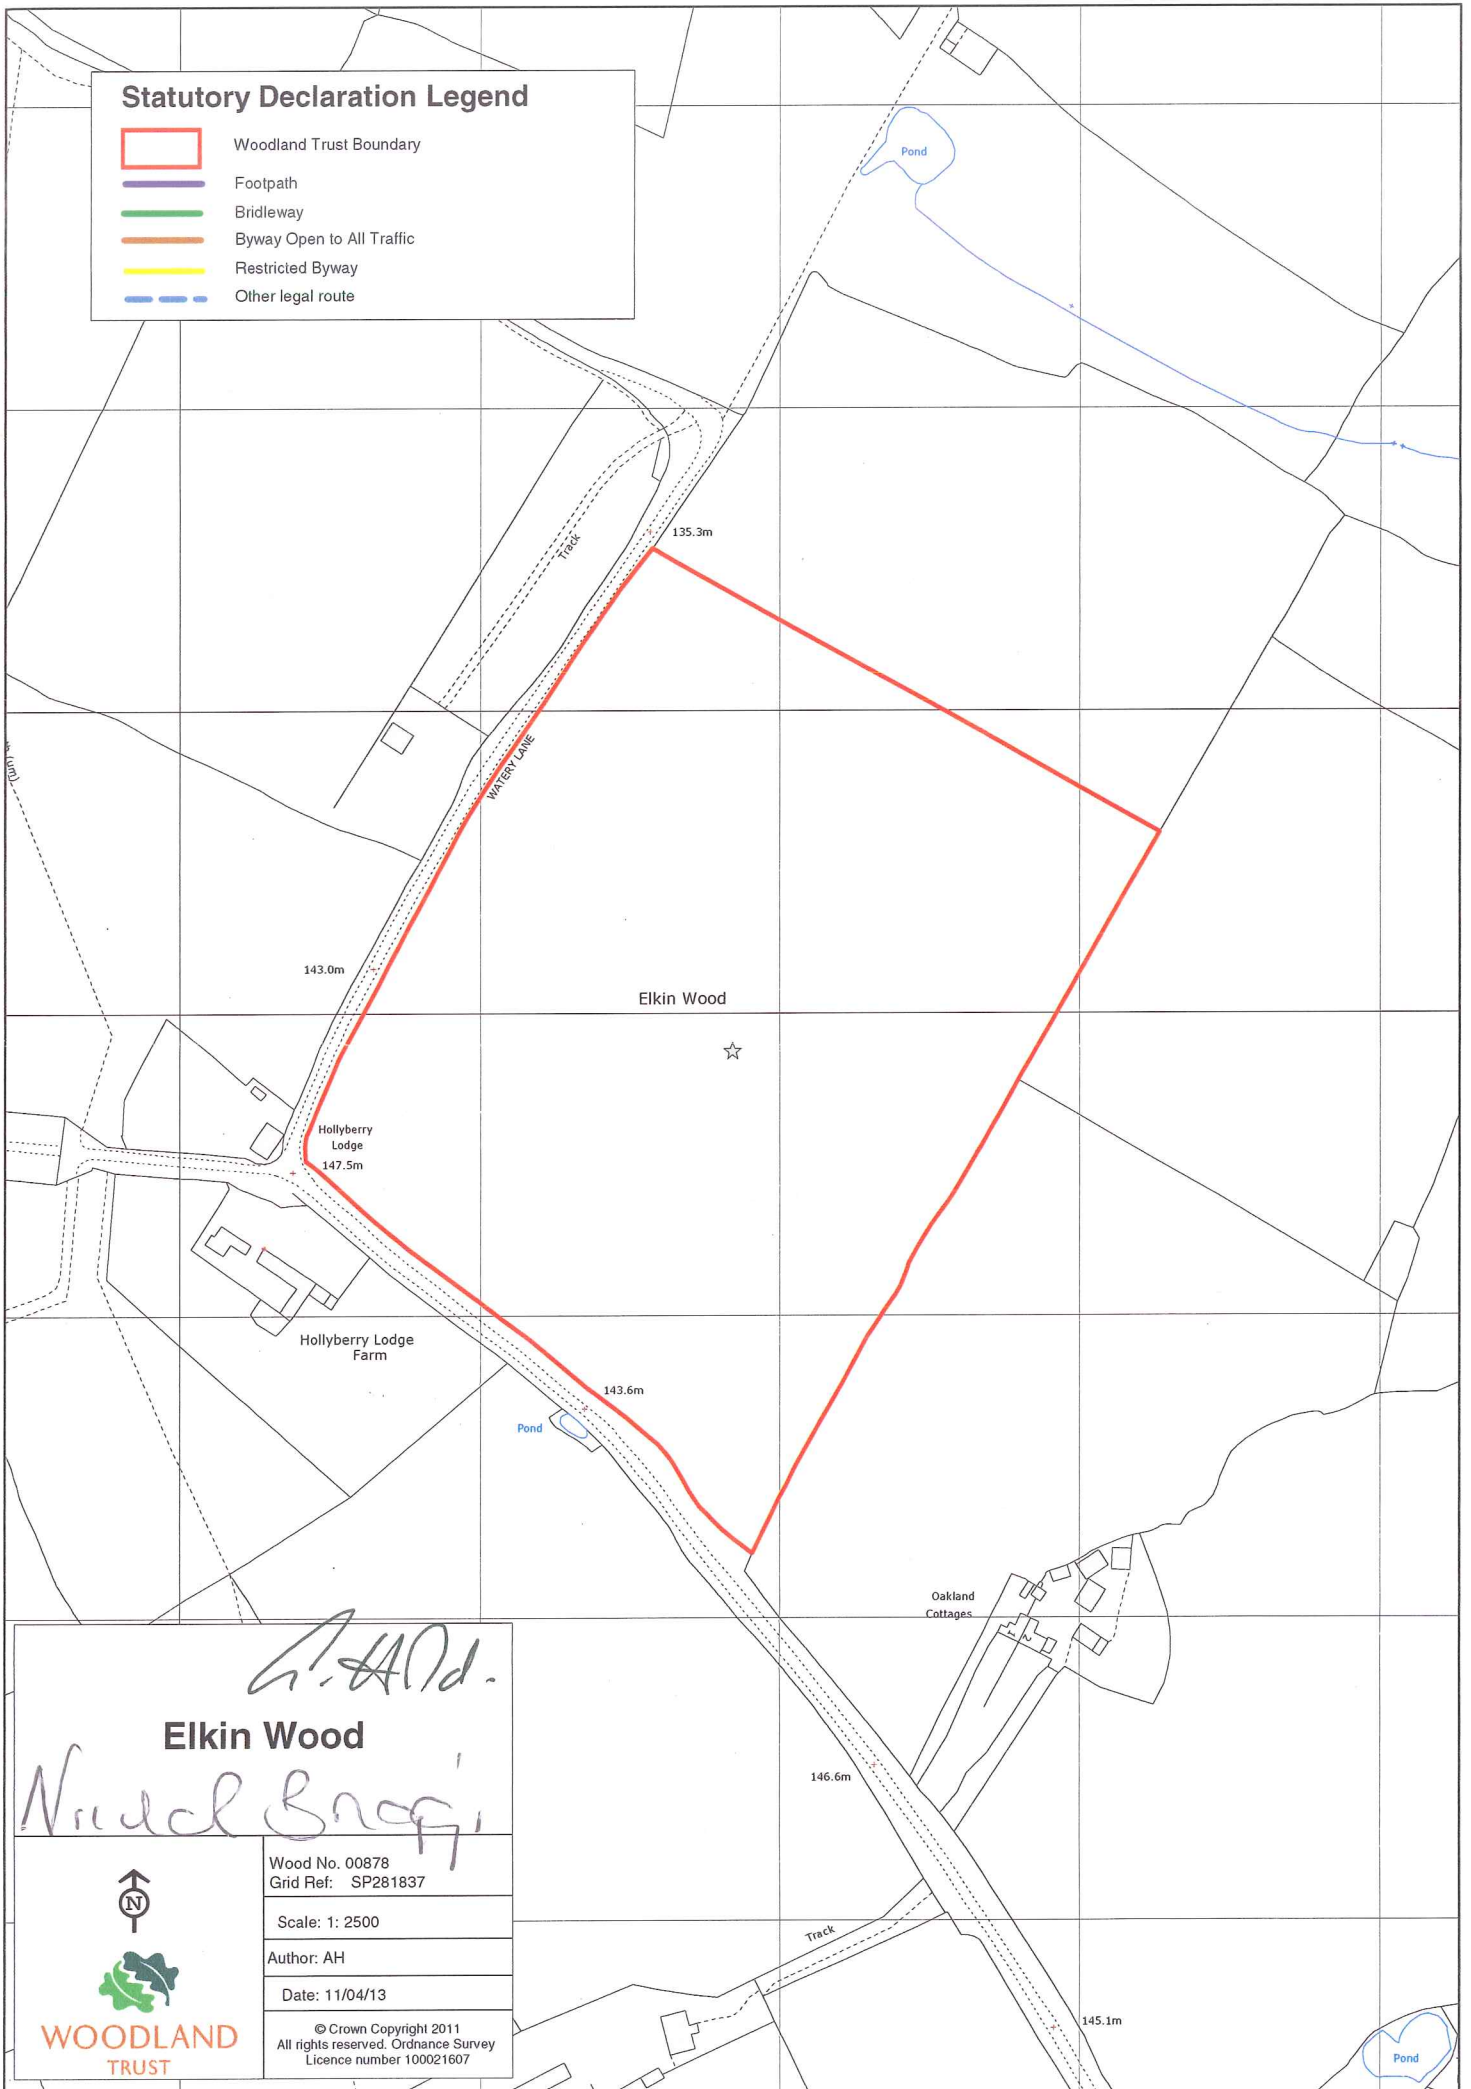 Statutory Declaration Legend
Woodland Trust Boundary
Footpath
Bridleway
Byway Open to All Traffic
Restricted Byway
Other legal route
Pond
135.3m
Track
WATERY LANE
143.0m
Elkin Wood
Hollyberry
Lodge
147.5m
Hollyberry Lodge
Farm
143.6m
Pond
Oakland
Cottages
1
2
146.6m
Track
145.1m
Pond
Elkin Wood
N
Wood No. 00878
Grid Ref: SP281837
Scale: 1: 2500
Author: AH
Date: 11/04/13
© Crown Copyright 2011
All rights reserved. Ordnance Survey
Licence number 100021607
WOODLAND
TRUST